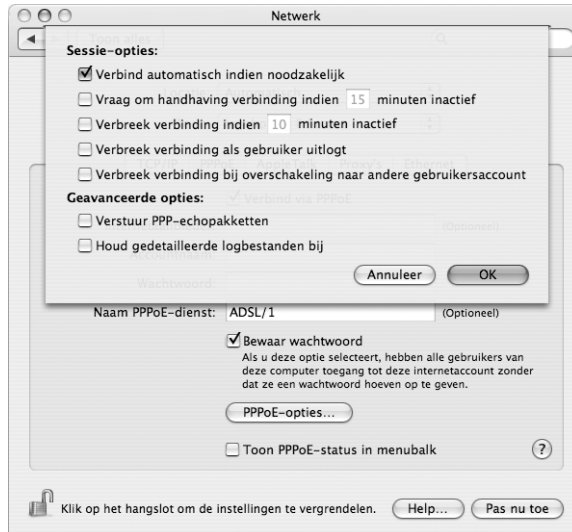 Netwerk
Toon alles
Sessie-opties:
Verbind automatisch indien noodzakelijk
Vraag om handhaving verbinding indien 15 minuten inactief
Verbreek verbinding indien 10 minuten inactief
Verbreek verbinding als gebruiker uitlogt
TCP/IP PPPoE AppleTalk Proxy's Ethernet
Verbreek verbinding bij overschakeling naar andere gebruikersaccount
Geavanceerde opties:
Verbind via PPPoE
Verstuur PPP-echopakketten
(Optioneel)
Houd gedetailleerde logbestanden bij
Annuleer OK
Wachtwoord:
Naam PPPoE-dienst: ADSL/1 (Optioneel)
Bewaar wachtwoord
Als u deze optie selecteert, hebben alle gebruikers van
deze computer toegang tot deze internetaccount zonder
dat ze een wachtwoord hoeven op te geven.
PPPoE-opties...
Toon PPPoE-status in menubalk ?
Klik op het hangslot om de instellingen te vergrendelen. Help... Pas nu toe